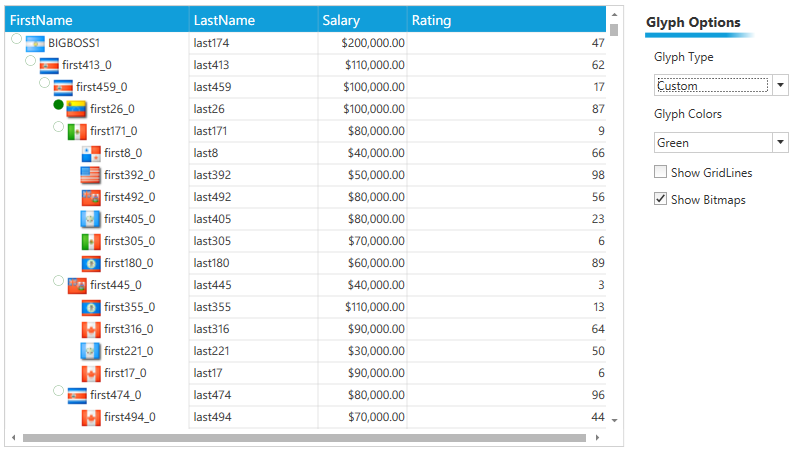 FirstName LastName Salary Rating
BIGBOSS1 last174 $200,000.00 47
first413_0 last413 $110,000.00 62
first459_0 last459 $100,000.00 17
first26_0 last26 $100,000.00 87
first171_0 last171 $80,000.00 9
first8_0 last8 $40,000.00 66
first392_0 last392 $50,000.00 98
first492_0 last492 $80,000.00 56
first405_0 last405 $80,000.00 23
first305_0 last305 $70,000.00 6
first180_0 last180 $60,000.00 89
first445_0 last445 $40,000.00 3
first355_0 last355 $110,000.00 13
first316_0 last316 $90,000.00 64
first221_0 last221 $30,000.00 50
first17_0 last17 $90,000.00 6
first474_0 last474 $80,000.00 96
first494_0 last494 $70,000.00 44
Glyph Options
Glyph Type
Custom
Glyph Colors
Green
Show GridLines
Show Bitmaps